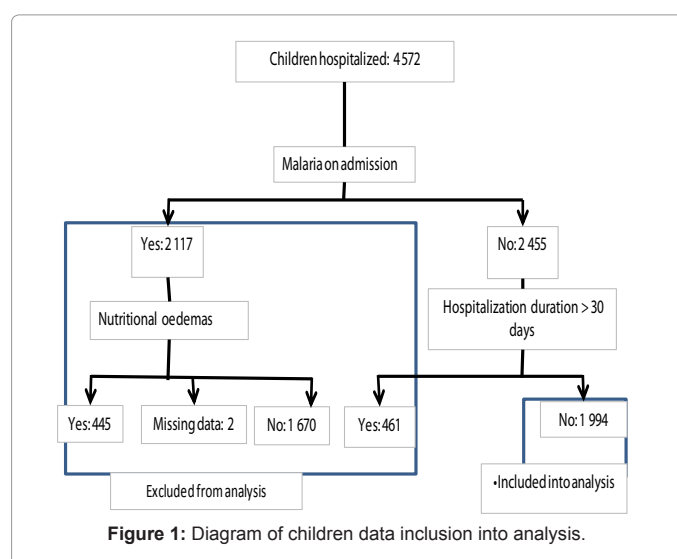 Children hospitalized: 4 572
Malaria on admission
Yes: 2 117
No: 2 455
Nutritional oedemas
Hospitalization duration > 30
days
Yes: 445
Missing data: 2
No: 1 670
Yes: 461
No: 1 994
Excluded from analysis
•Included into analysis
Figure 1: Diagram of children data inclusion into analysis.